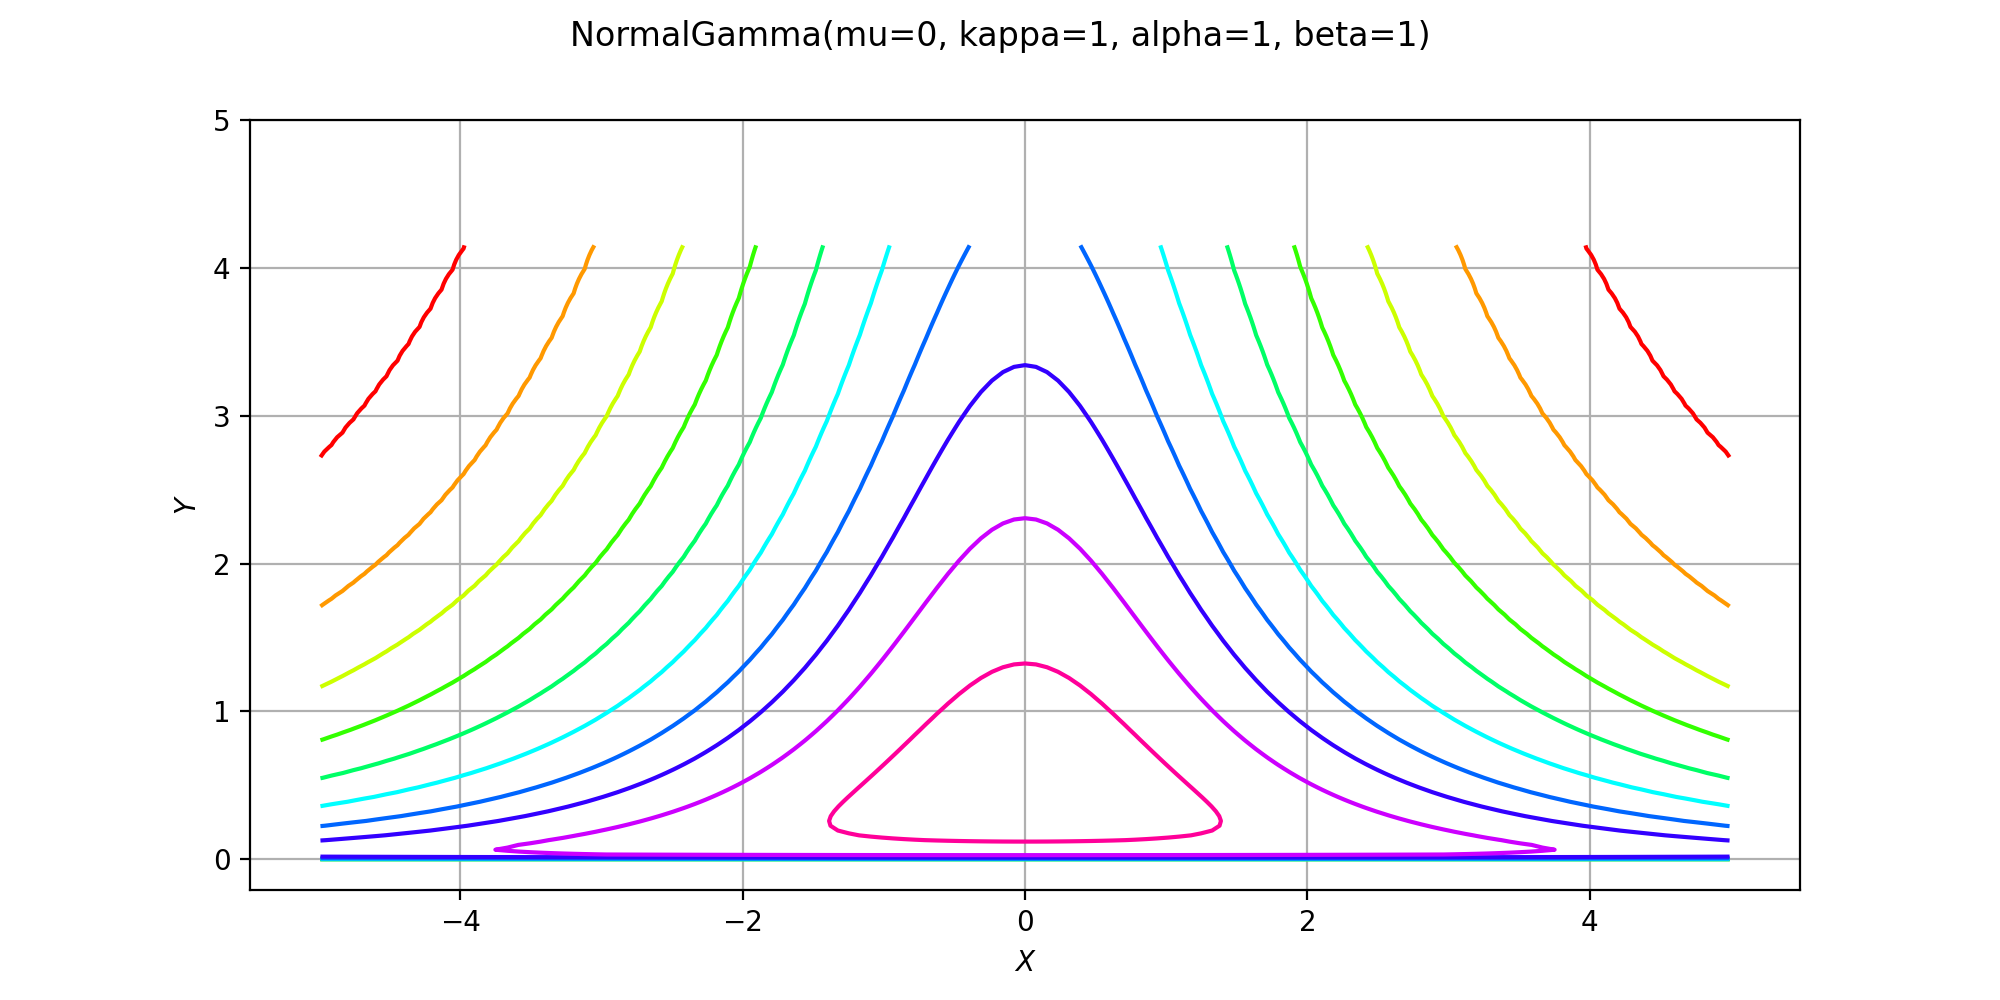 NormalGamma(mu=0, kappa=1, alpha=1, beta=1)
5
4
3
2
1
0
Y
−4 −2 0 2 4
X